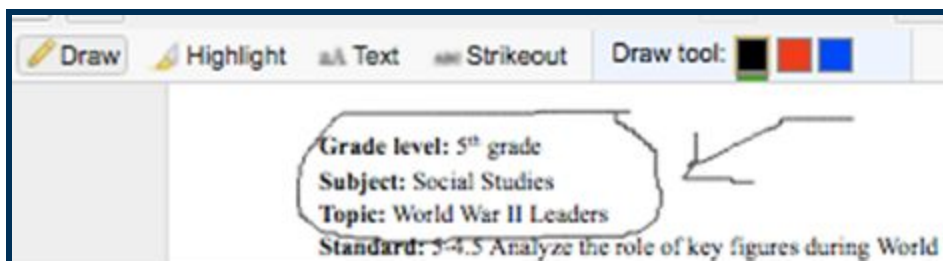 Draw Highlight Text Strikeout Draw tool:
Grade level: 5th grade
Subject: Social Studies
Topic: World War II Leaders
Standard: 5-4.5 Analyze the role of key figures during World